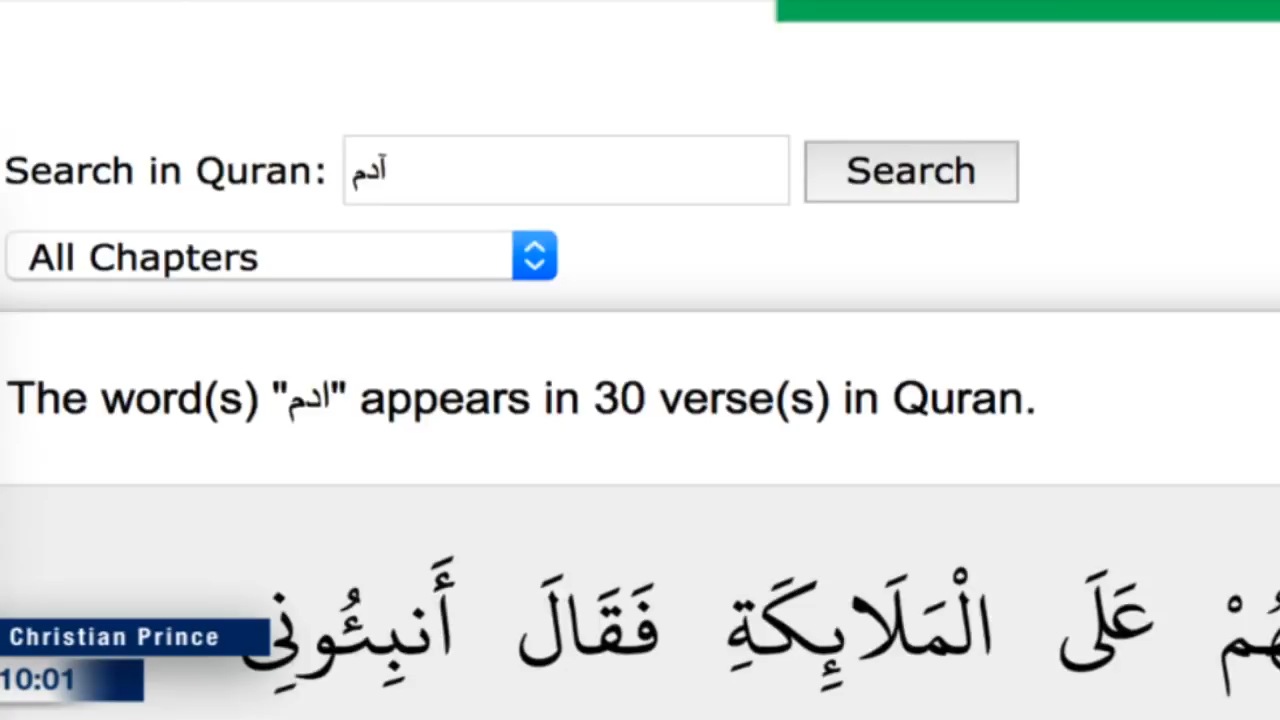 Search in Quran: آدم Search
All Chapters
The word(s) "ادم" appears in 30 verse(s) in Quran.
عَلَى الْمَلَابِكَةِ فَقَالَ أَنبِئُونِي
Christian Prince
10:01